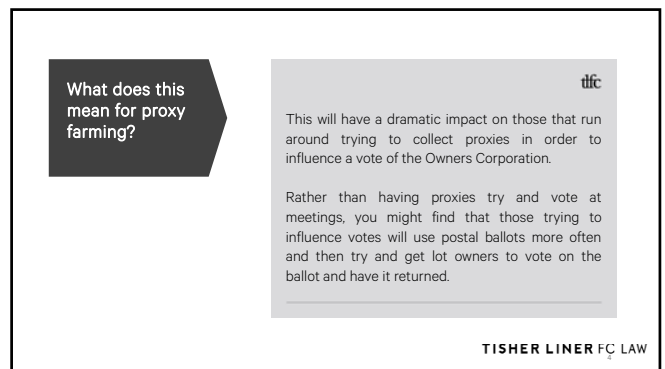 What does this
mean for proxy
farming?
tlfc
This will have a dramatic impact on those that run
around trying to collect proxies in order to
influence a vote of the Owners Corporation.
Rather than having proxies try and vote at
meetings, you might find that those trying to
influence votes will use postal ballots more often
and then try and get lot owners to vote on the
ballot and have it returned.
TISHER LINER FC LAW
4